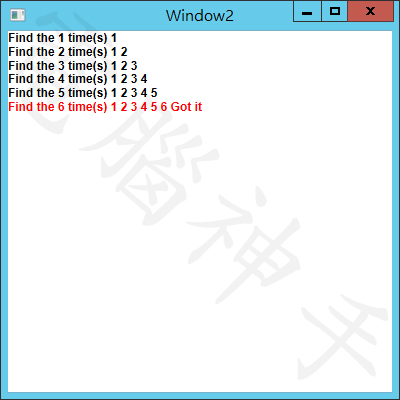 Window2
Find the 1 time(s) 1
Find the 2 time(s) 1 2
Find the 3 time(s) 1 2 3
Find the 4 time(s) 1 2 3 4
Find the 5 time(s) 1 2 3 4 5
Find the 6 time(s) 1 2 3 4 5 6 Got it
腦神手